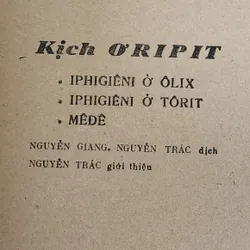 Kịch ƠRIPIT
• IPHIGIÊNI Ở ÔLIX
• IPHIGIÊNI Ở TÔRIT
• MÊĐÊ
NGUYỄN GIANG, NGUYỄN TRÁC dịch
NGUYỄN TRÁC giới thiệu